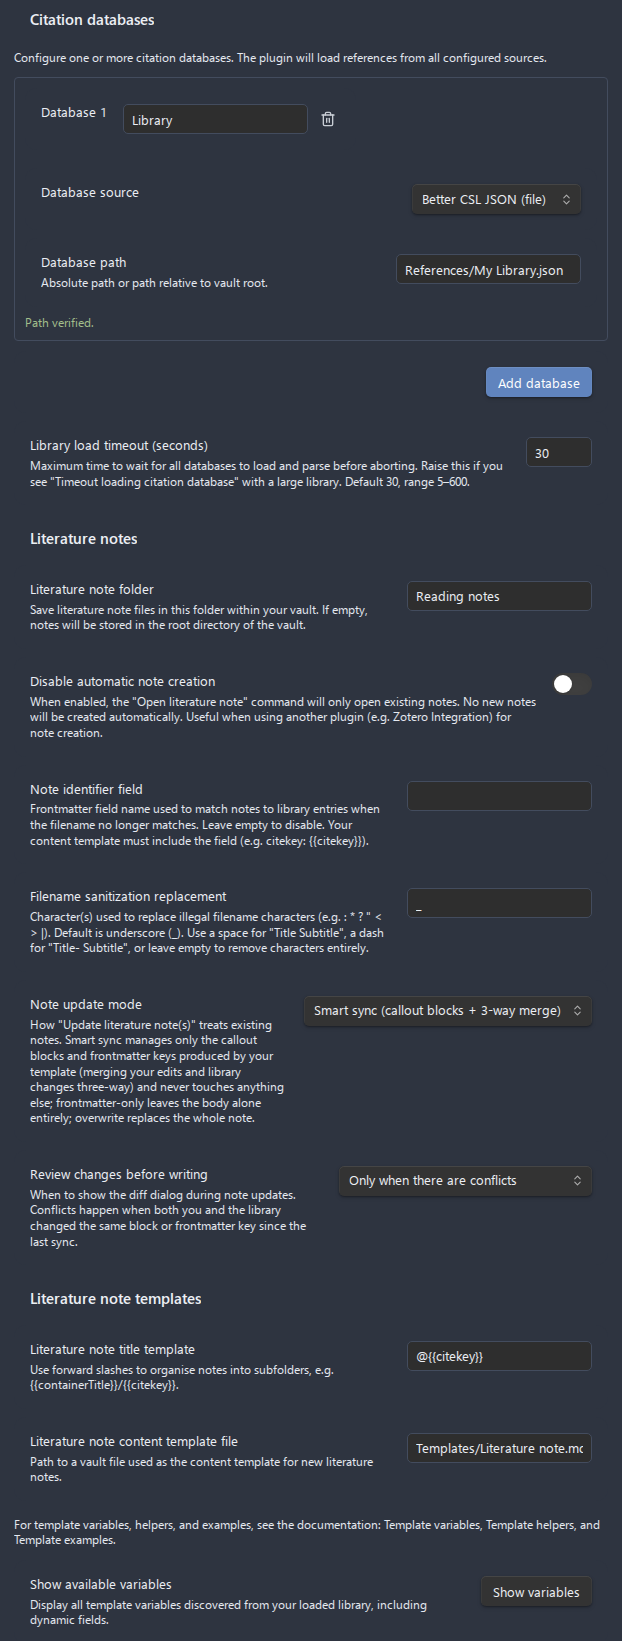 Citation databases
Configure one or more citation databases. The plugin will load references from all configured sources.
Database 1
Library
Database source
Better CSL JSON (file)
Database path
Absolute path or path relative to vault root.
References/My Library.json
Path verified.
Add database
Library load timeout (seconds)
Maximum time to wait for all databases to load and parse before aborting. Raise this if you
see "Timeout loading citation database" with a large library. Default 30, range 5–600.
30
Literature notes
Literature note folder
Save literature note files in this folder within your vault. If empty,
notes will be stored in the root directory of the vault.
Reading notes
Disable automatic note creation
When enabled, the "Open literature note" command will only open existing notes. No new notes
will be created automatically. Useful when using another plugin (e.g. Zotero Integration) for
note creation.
Note identifier field
Frontmatter field name used to match notes to library entries when
the filename no longer matches. Leave empty to disable. Your
content template must include the field (e.g. citekey: {{citekey}}).
Filename sanitization replacement
Character(s) used to replace illegal filename characters (e.g. : * ? " <
> |). Default is underscore (_). Use a space for "Title Subtitle", a dash
for "Title- Subtitle", or leave empty to remove characters entirely.
_
Note update mode
How "Update literature note(s)" treats existing
notes. Smart sync manages only the callout
blocks and frontmatter keys produced by your
template (merging your edits and library
changes three-way) and never touches anything
else; frontmatter-only leaves the body alone
entirely; overwrite replaces the whole note.
Smart sync (callout blocks + 3-way merge)
Review changes before writing
When to show the diff dialog during note updates.
Conflicts happen when both you and the library
changed the same block or frontmatter key since the
last sync.
Only when there are conflicts
Literature note templates
Literature note title template
Use forward slashes to organise notes into subfolders, e.g.
{{containerTitle}}/{{citekey}}.
@{{citekey}}
Literature note content template file
Path to a vault file used as the content template for new literature
notes.
Templates/Literature note.mc
For template variables, helpers, and examples, see the documentation: Template variables, Template helpers, and
Template examples.
Show available variables
Display all template variables discovered from your loaded library, including
dynamic fields.
Show variables